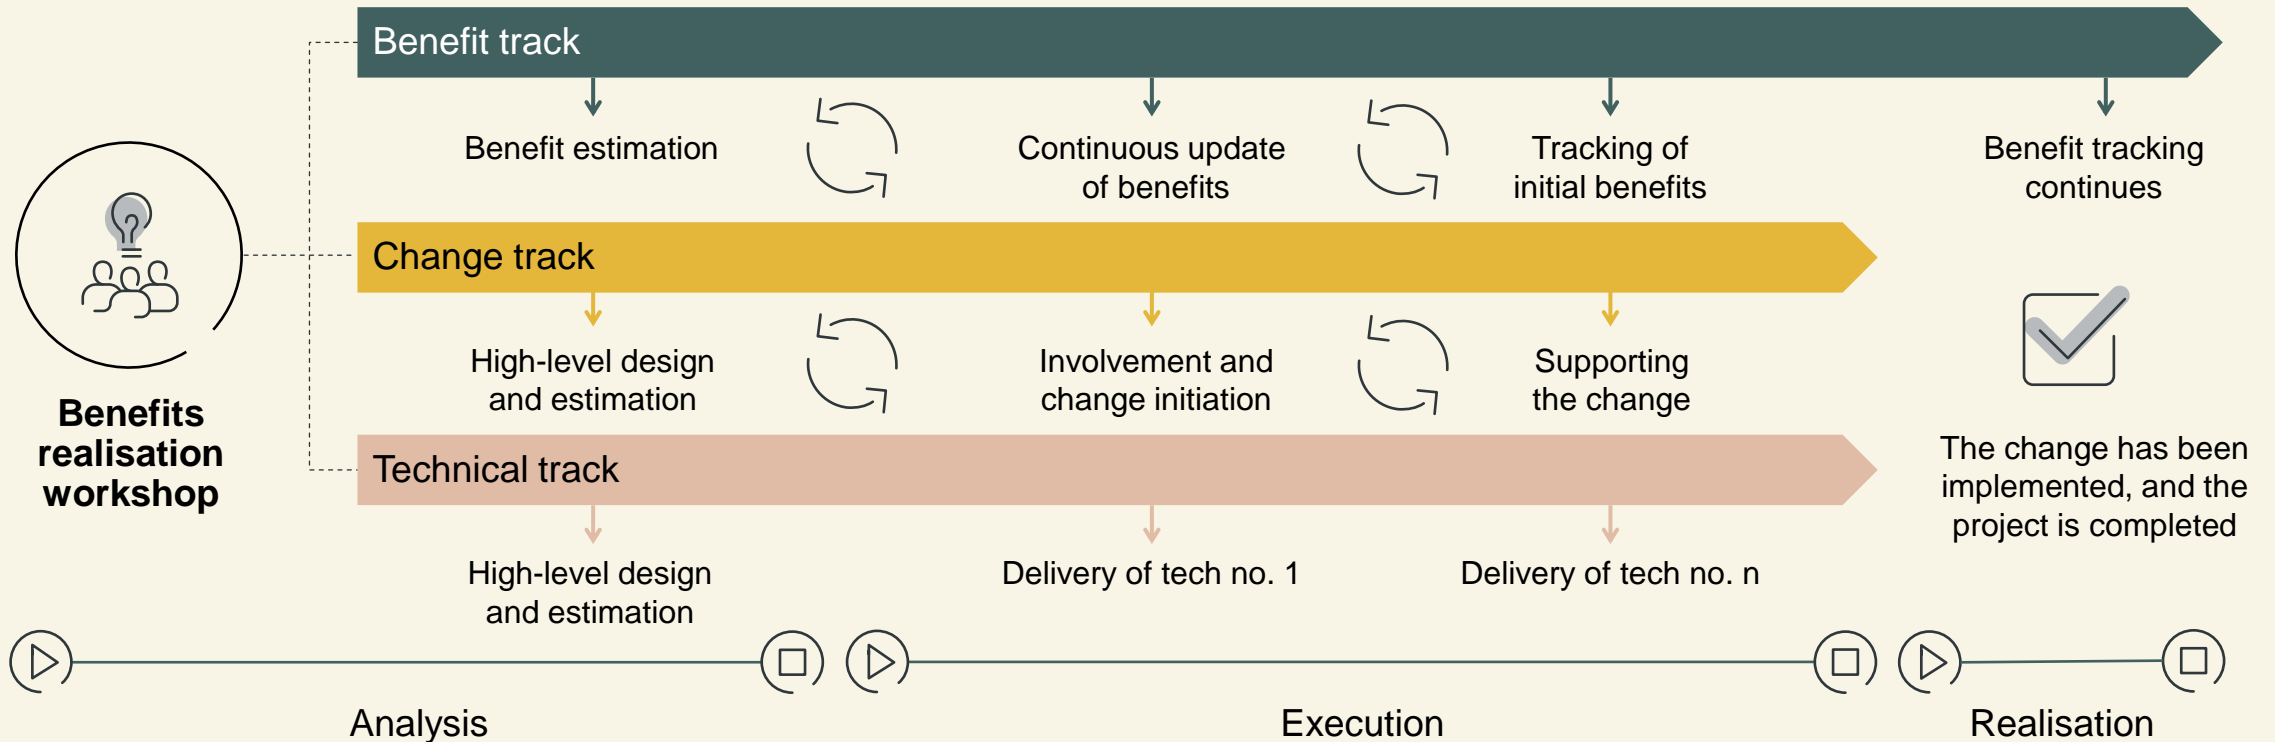 Benefit track
Benefit estimation
Continuous update
of benefits
Tracking of
initial benefits
Benefit tracking
continues
Benefits
realisation
workshop
Change track
High-level design
and estimation
Involvement and
change initiation
Supporting
the change
The change has been
implemented, and the
project is completed
Technical track
High-level design
and estimation
Delivery of tech no. 1
Delivery of tech no. n
Analysis
Execution
Realisation